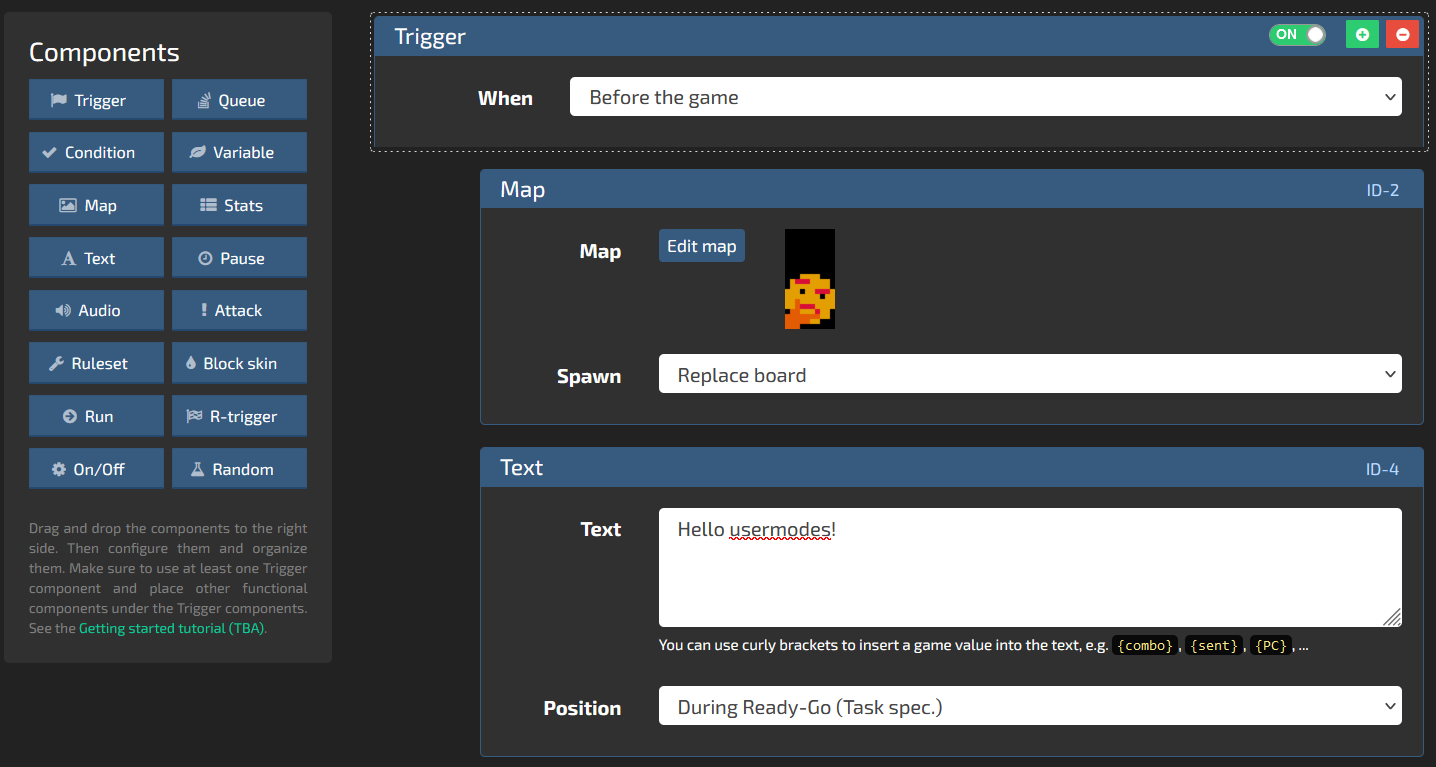 Components
Trigger
Queue
Condition
Variable
Map
Stats
Text
Pause
Audio
Attack
Ruleset
Block skin
Run
R-trigger
On/Off
Random
Drag and drop the components to the right
side. Then configure them and organize
them. Make sure to use at least one Trigger
component and place other functional
components under the Trigger components.
See the Getting started tutorial (TBA).
Trigger
ON
When
Before the game
Map
ID-2
Map
Edit map
Spawn
Replace board
Text
ID-4
Text
Hello usermodes!
You can use curly brackets to insert a game value into the text, e.g. {combo}, {sent}, {PC}, ...
Position
During Ready-Go (Task spec.)